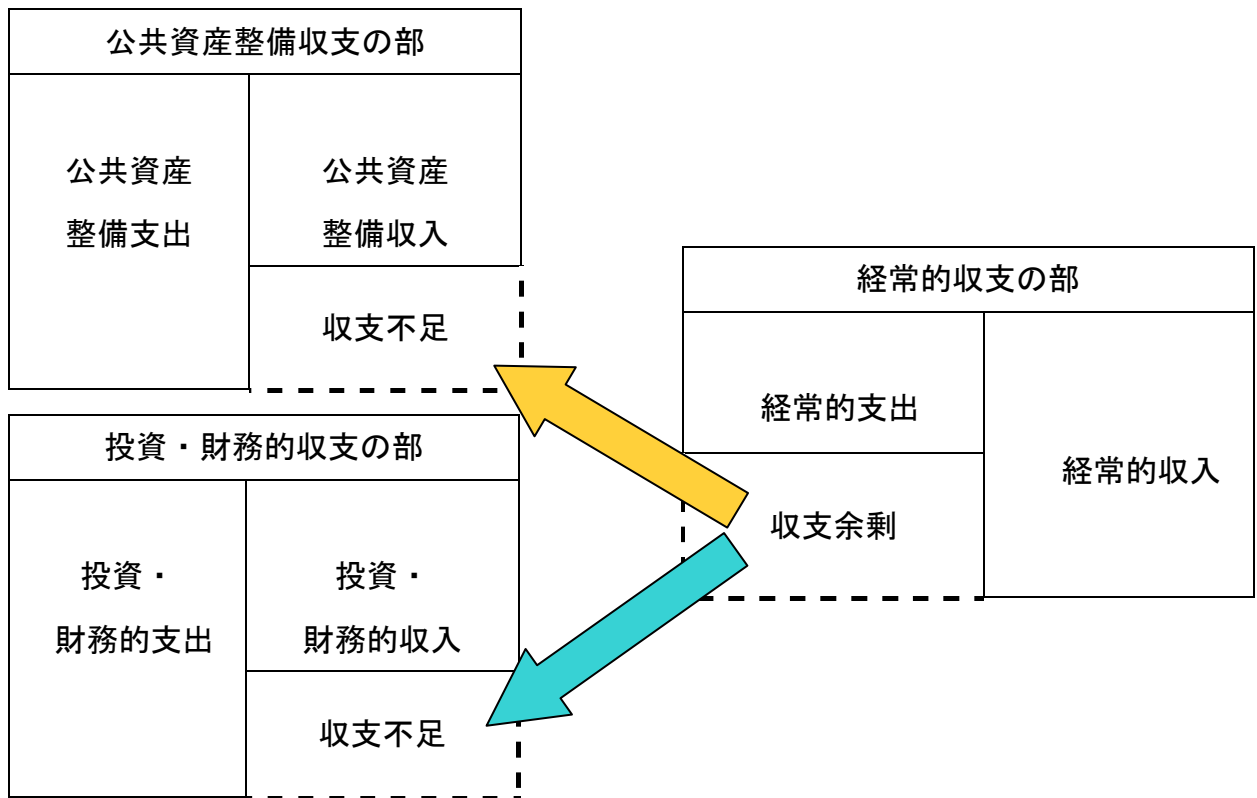 公共資産整備収支の部
公共資産
整備支出
公共資産
整備収入
収支不足
投資・財務的収支の部
投資・
財務的支出
投資・
財務的収入
収支不足
経常的収支の部
経常的支出
収支余剰
経常的収入